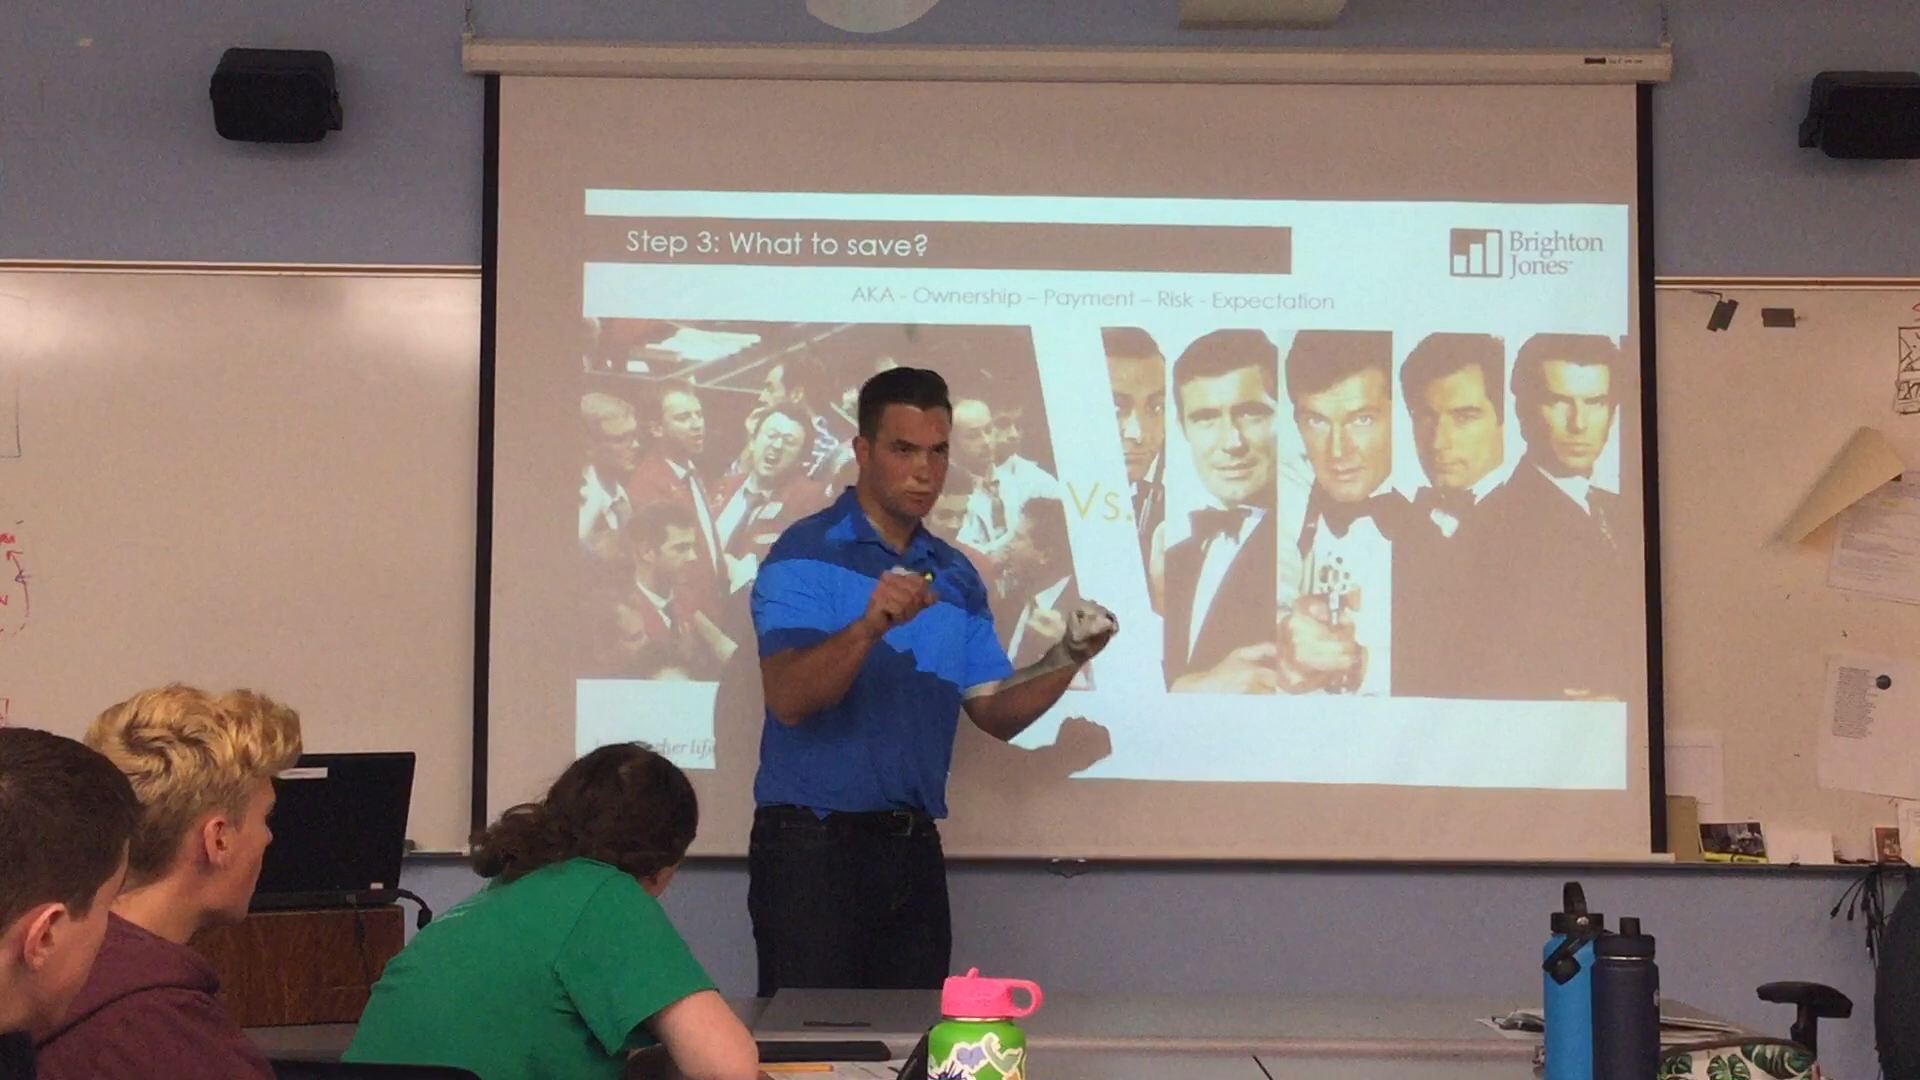 Step 3: What to save?
Brighton
Jones
AKA - Ownership – Payment – Risk - Expectation
Vs.